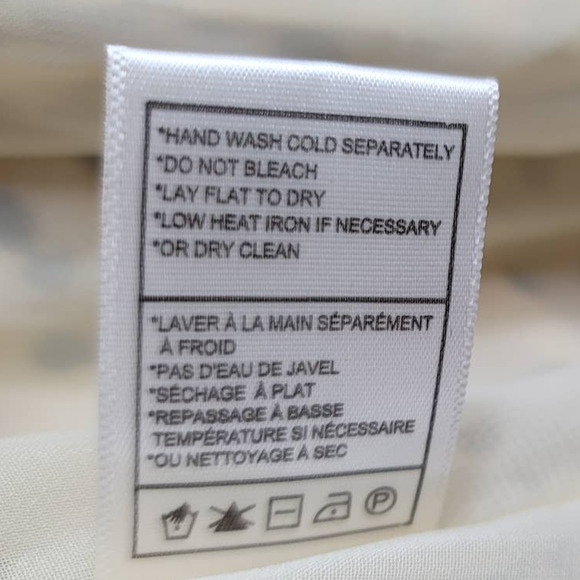 *HAND WASH COLD SEPARATELY
*DO NOT BLEACH
*LAY FLAT TO DRY
*LOW HEAT IRON IF NECESSARY
*OR DRY CLEAN
*LAVER À LA MAIN SÉPARÉMENT
À FROID
*PAS D'EAU DE JAVEL
*SÉCHAGE À PLAT
*REPASSAGE À BASSE
TEMPÉRATURE SI NÉCESSAIRE
*OU NETTOYAGE À SEC
P